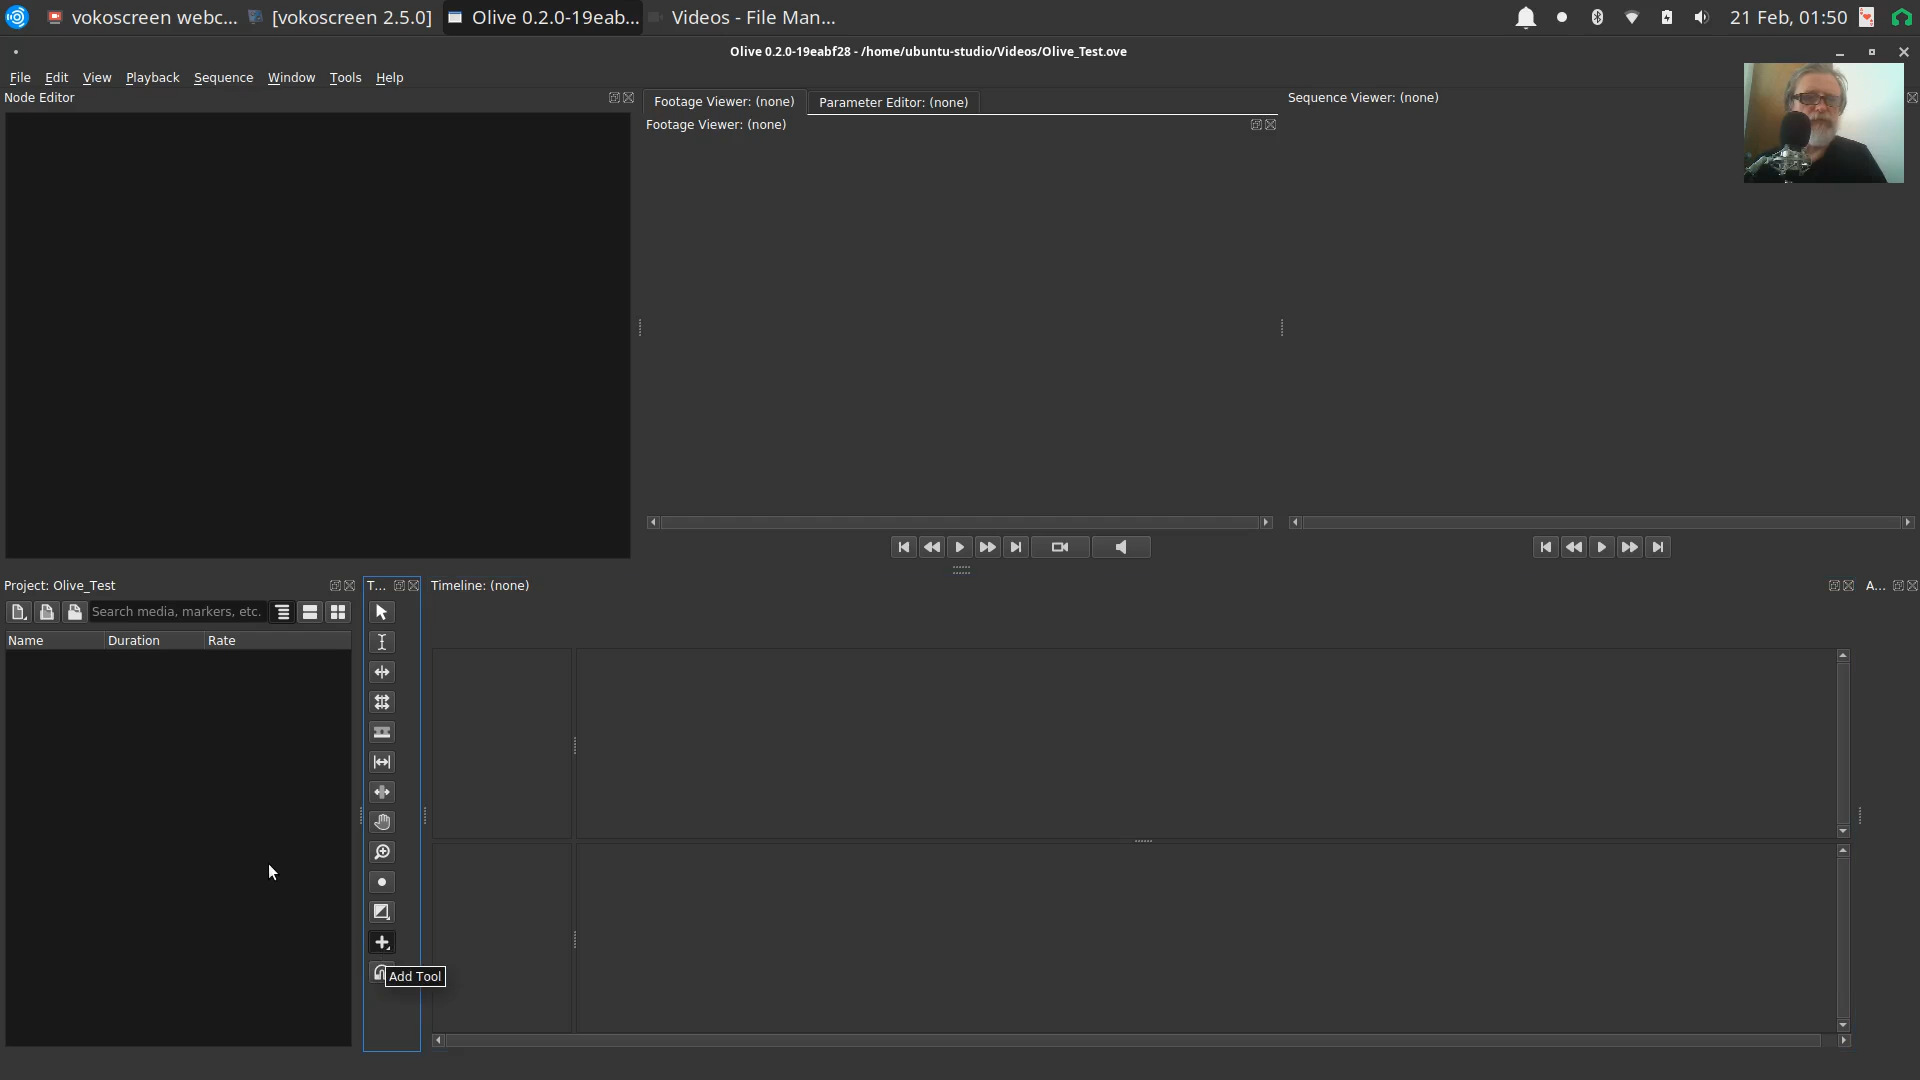 vokoscreen webc... [vokoscreen 2.5.0] Olive 0.2.0-19eab... Videos - File Man... 21 Feb, 01:50
Olive 0.2.0-19eabf28 - /home/ubuntu-studio/Videos/Olive_Test.ove
File Edit View Playback Sequence Window Tools Help
Node Editor
Footage Viewer: (none) Parameter Editor: (none)
Footage Viewer: (none)
Sequence Viewer: (none)
Project: Olive_Test
T...
Timeline: (none)
A...
Search media, markers, etc.
Name Duration Rate
Add Tool